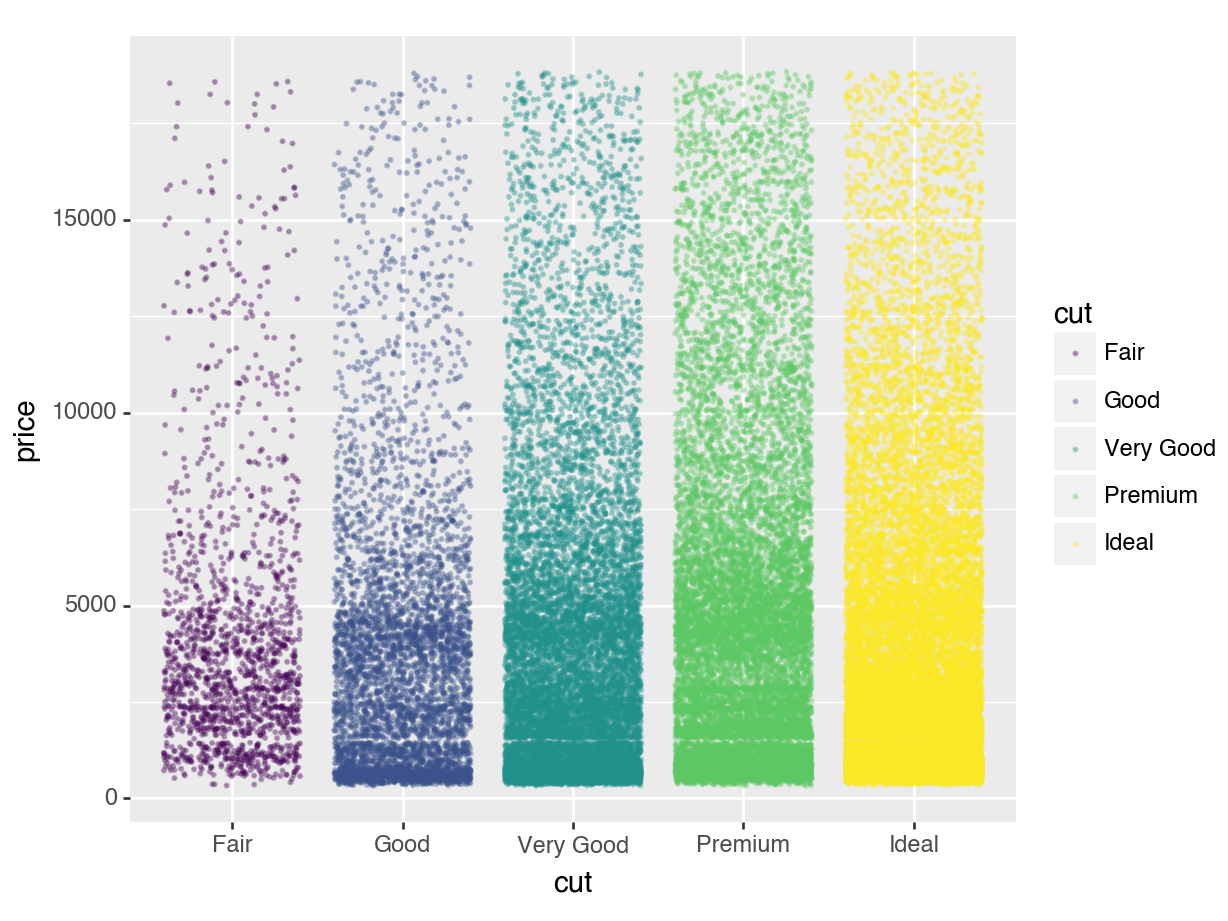 price
15000
10000
5000
0
Fair
Good
Very Good
Premium
Ideal
cut
cut
Fair
Good
Very Good
Premium
Ideal